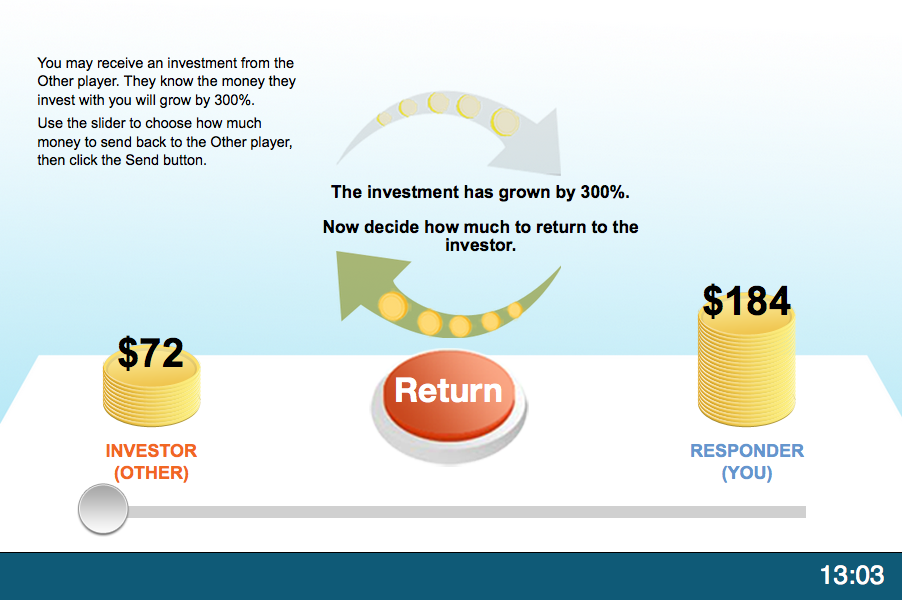 You may receive an investment from the
Other player. They know the money they
invest with you will grow by 300%.
Use the slider to choose how much
money to send back to the Other player,
then click the Send button.
The investment has grown by 300%.
Now decide how much to return to the
investor.
$184
$72
Return
INVESTOR
(OTHER)
RESPONDER
(YOU)
13:03